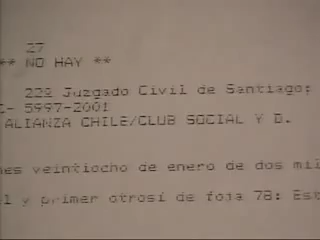 27
** NO HAY **
22º Juzgado Civil de Santiago;
C- 5997-2001
ALIANZA CHILE/CLUB SOCIAL Y D.
nes veintiocho de enero de dos mil
l y primer otrosí de foja 78: Est